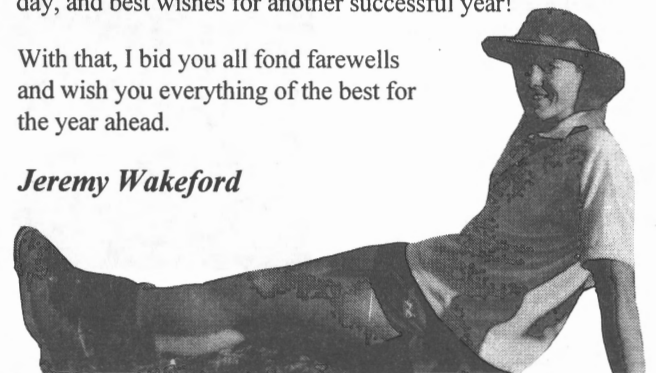 day, and best wishes for another successful year!
With that, I bid you all fond farewells
and wish you everything of the best for
the year ahead.
Jeremy Wakeford